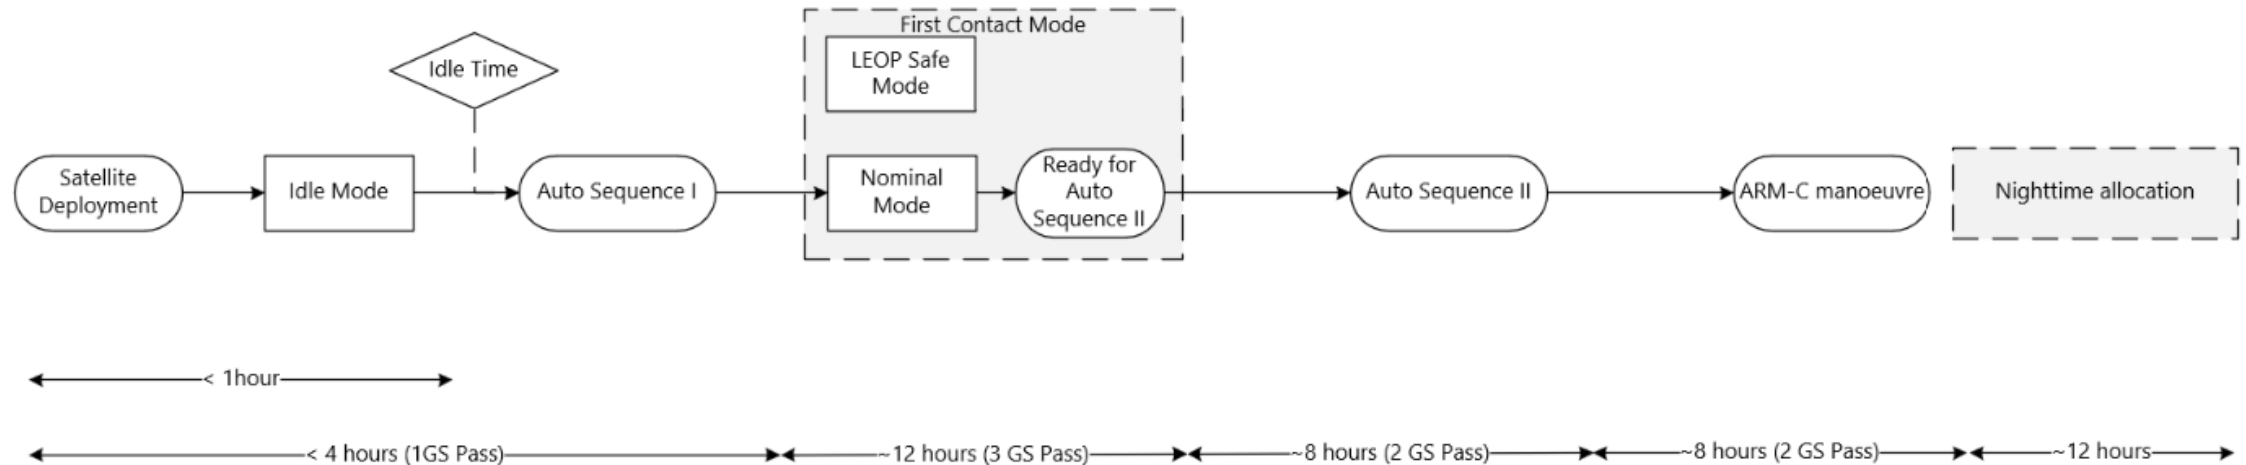 First Contact Mode
LEOP Safe
Mode
Idle Time
Satellite
Deployment
Idle Mode
Auto Sequence I
Nominal
Mode
Ready for
Auto
Sequence II
Auto Sequence II
ARM-C manoeuvre
Nighttime allocation
< 1hour
< 4 hours (1GS Pass)
~12 hours (3 GS Pass)
~8 hours (2 GS Pass)
~8 hours (2 GS Pass)
~12 hours